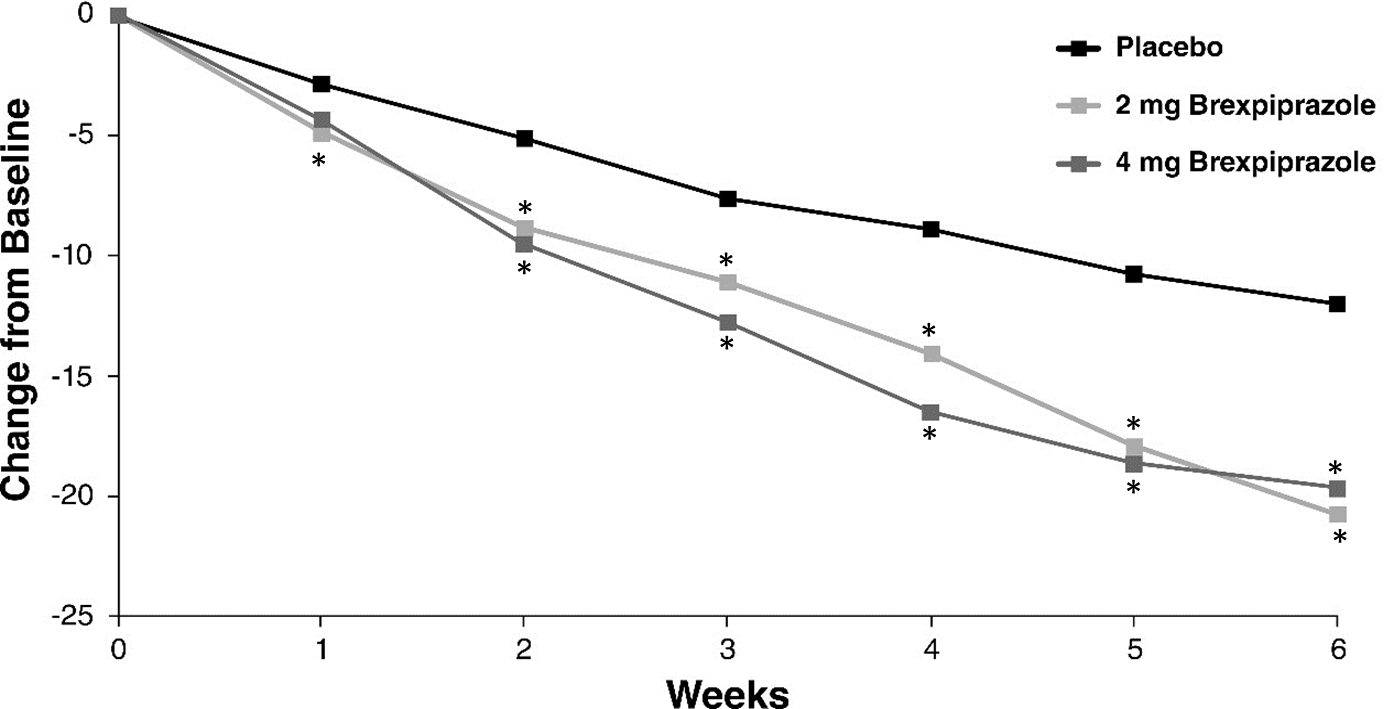 0
-5
-10
-15
-20
-25
Change from Baseline
Placebo
2 mg Brexpiprazole
4 mg Brexpiprazole
*
* *
* *
* *
* *
* *
0 1 2 3 4 5 6
Weeks